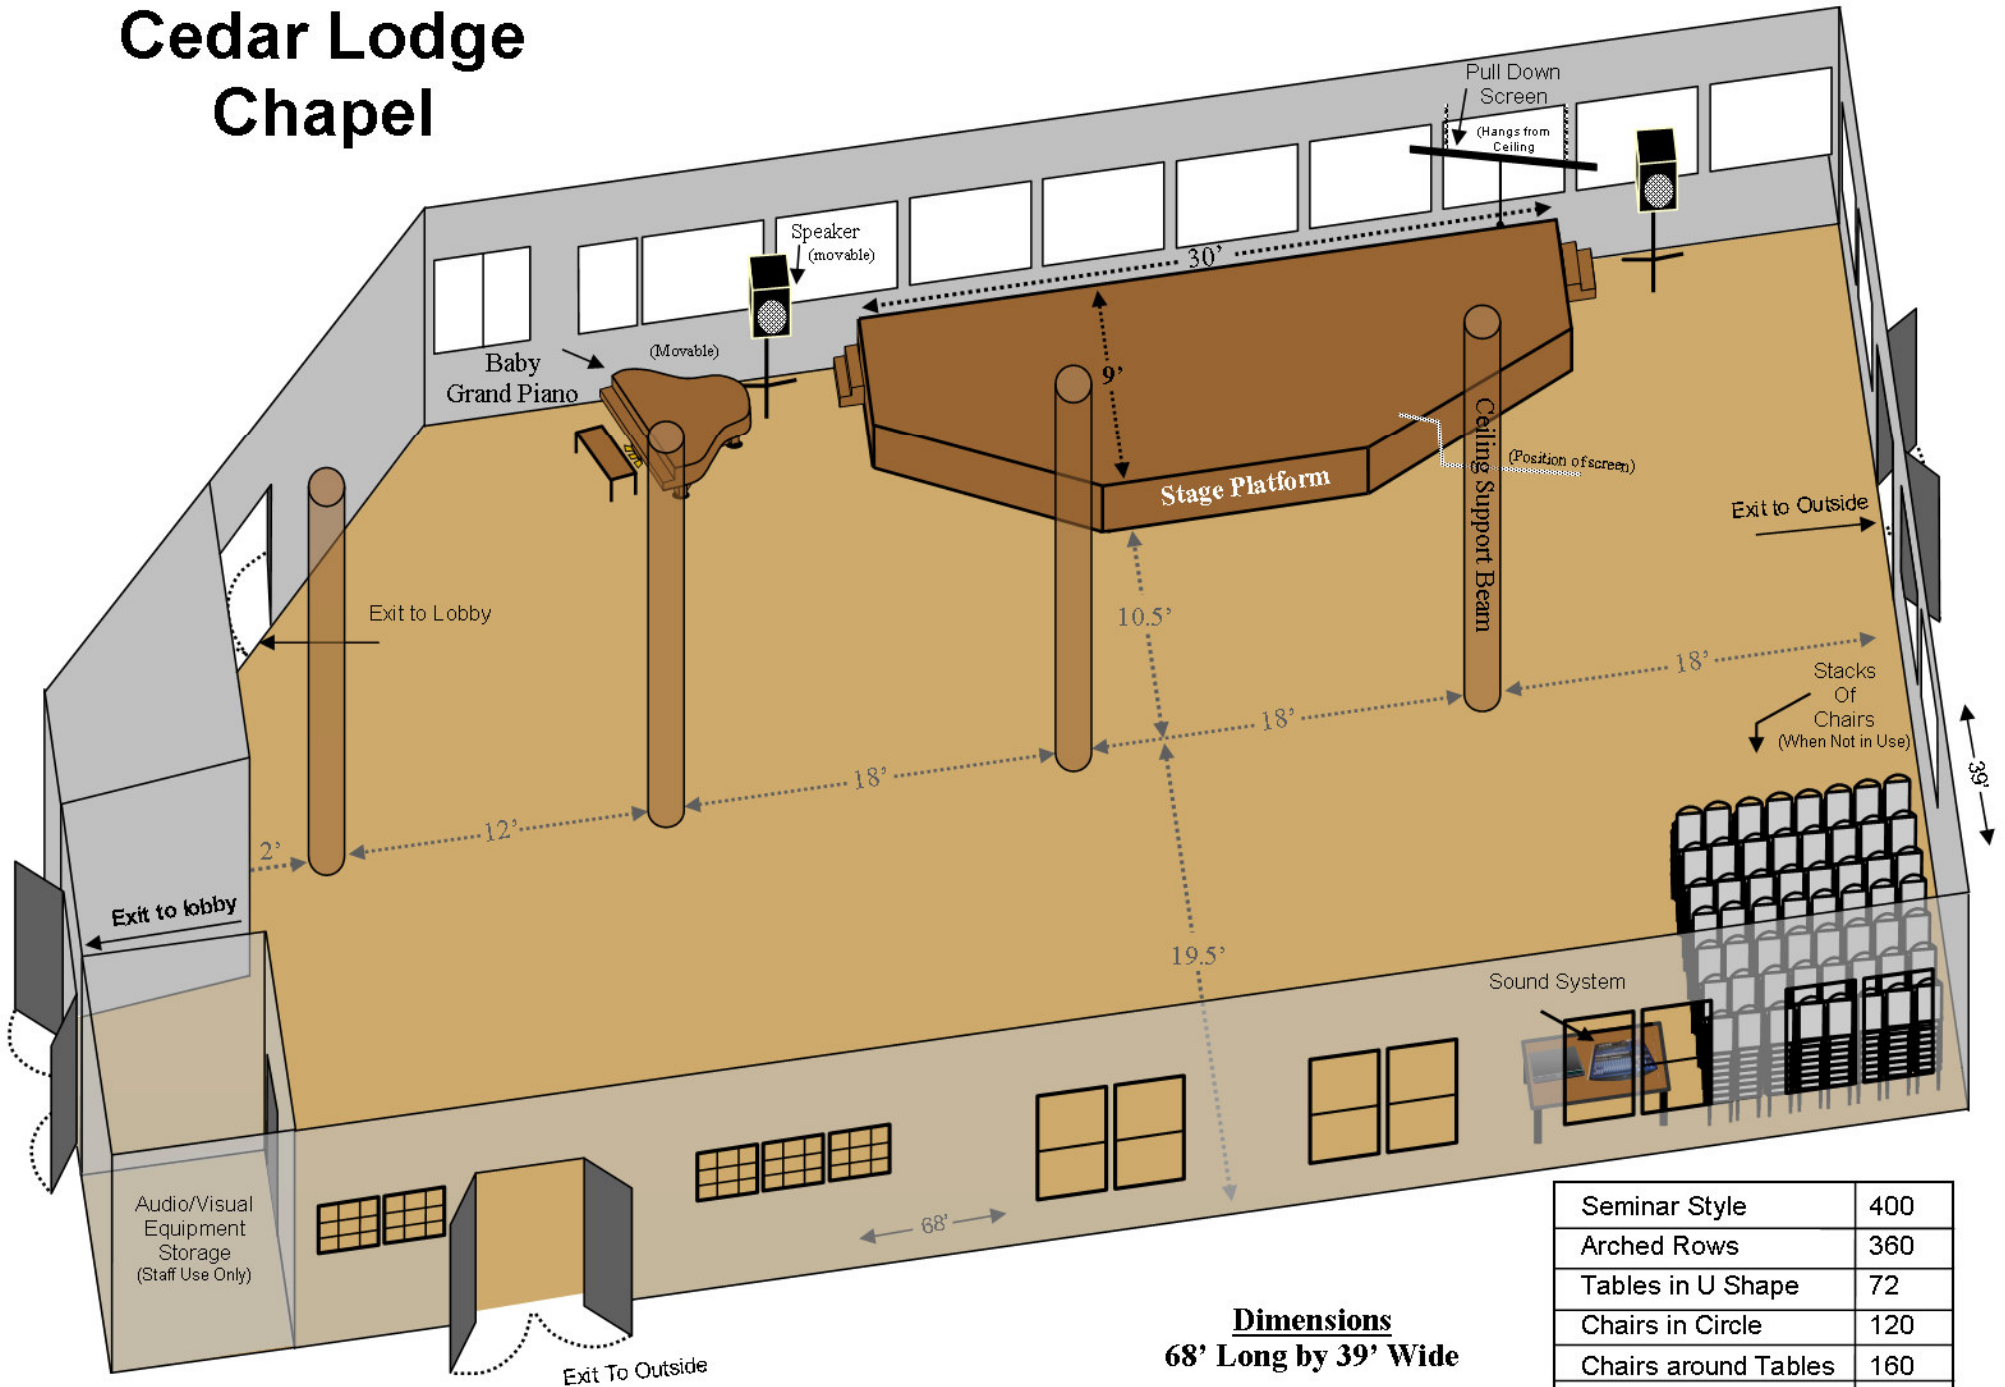 Cedar Lodge
Chapel
Pull Down
Screen
(Hangs from
Ceiling
Speaker
(movable)
30'
Baby
Grand Piano
(Movable)
9'
Ceiling Support Beam
(Position of screen)
Stage Platform
Exit to Outside
Exit to Lobby
10.5'
18'
Stacks
Of
Chairs
(When Not in Use)
18'
39'
18'
12'
2'
Exit to lobby
19.5'
Sound System
Audio/Visual
Equipment
Storage
(Staff Use Only)
68'
Exit To Outside
Dimensions
68' Long by 39' Wide
Seminar Style 400
Arched Rows 360
Tables in U Shape 72
Chairs in Circle 120
Chairs around Tables 160